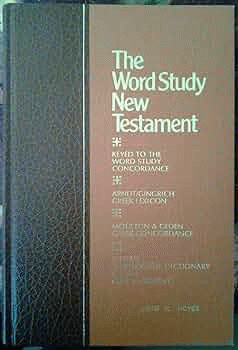 The
Word Study
New
Testament
KEYED TO THE
WORD STUDY
CONCORDANCE
ARNDT/GINGRICH
GREEK LEXICON
MOULTON & GEDEN
GREEK CONCORDANCE
DICTIONARY